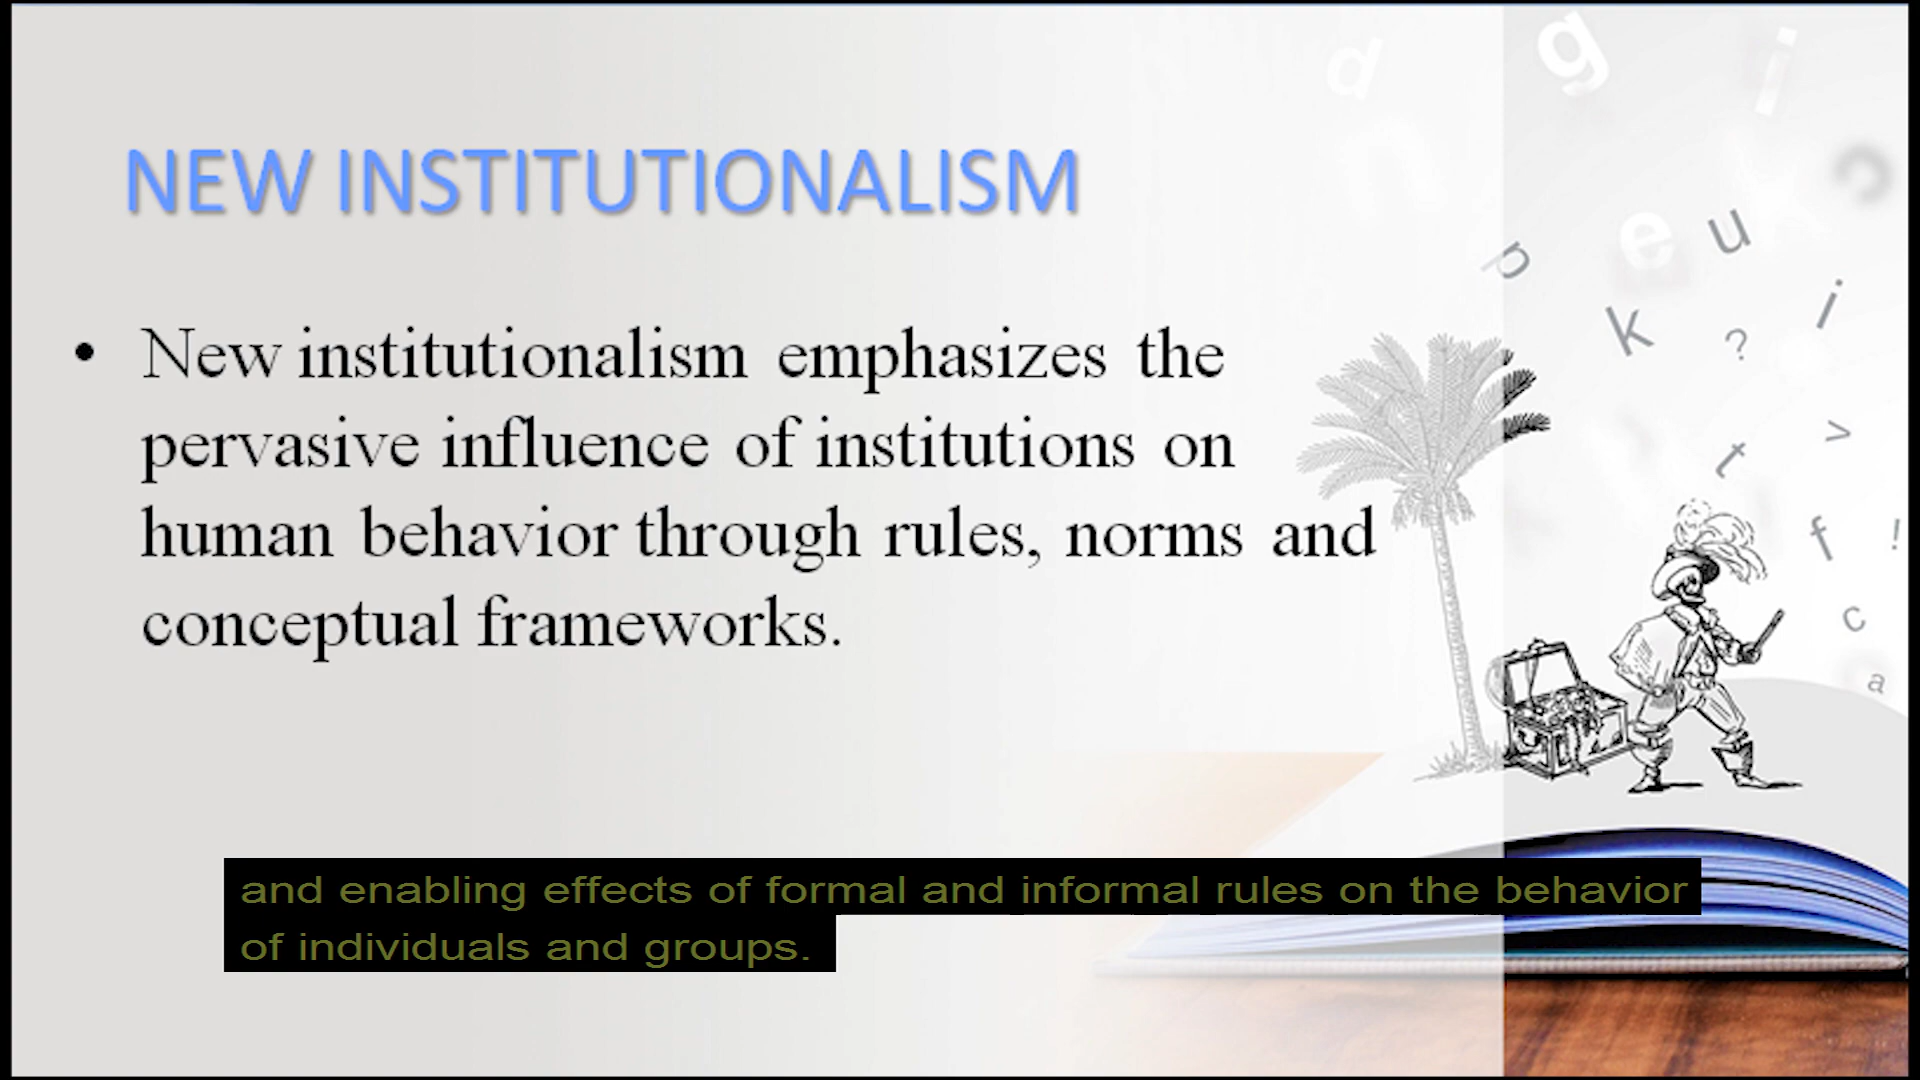 NEW INSTITUTIONALISM
• New institutionalism emphasizes the
pervasive influence of institutions on
human behavior through rules, norms and
conceptual frameworks.
and enabling effects of formal and informal rules on the behavior
of individuals and groups.
d
g
i
c
e
u
p
k
?
i
>
t
f
!
c
a